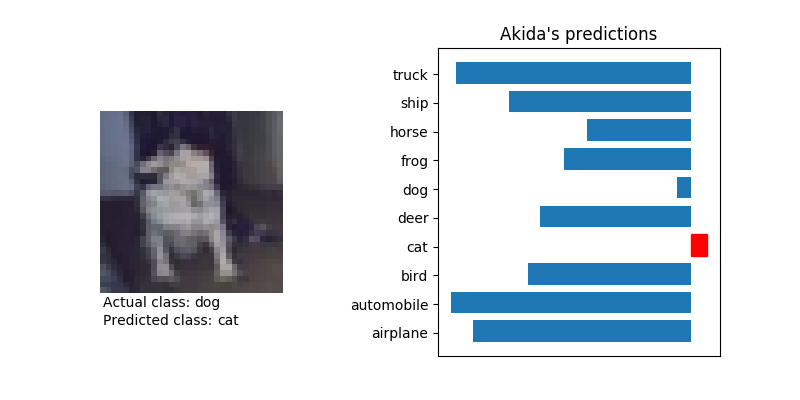 Akida's predictions
truck
ship
horse
frog
dog
deer
cat
bird
automobile
airplane
Actual class: dog
Predicted class: cat